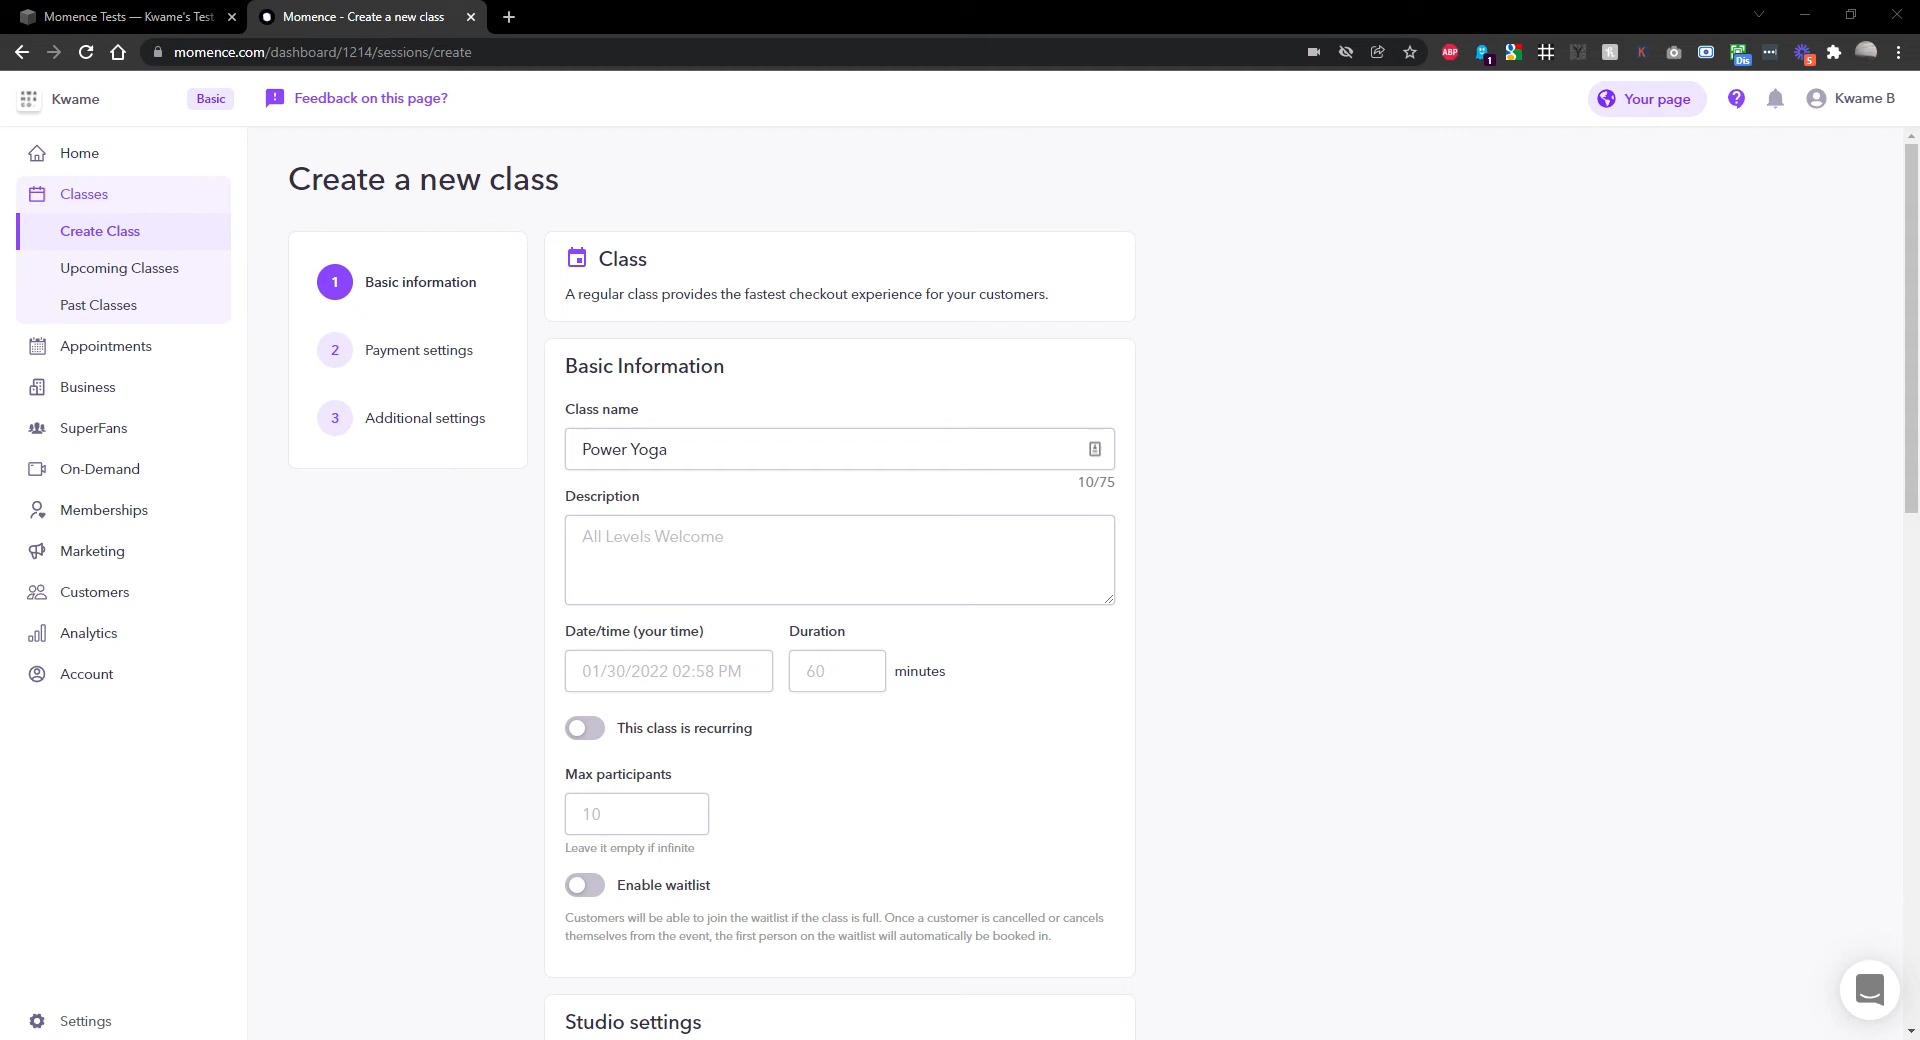 Momence Tests — Kwame's Test
Momence - Create a new class
momence.com/dashboard/1214/sessions/create
ABP
1
K
Dis
5
Kwame
Basic
Feedback on this page?
Your page
Kwame B
Home
Classes
Create Class
Upcoming Classes
Past Classes
Appointments
Business
SuperFans
On-Demand
Memberships
Marketing
Customers
Analytics
Account
Settings
Create a new class
1 Basic information
2 Payment settings
3 Additional settings
Class
A regular class provides the fastest checkout experience for your customers.
Basic Information
Class name
Power Yoga
10/75
Description
All Levels Welcome
Date/time (your time) Duration
01/30/2022 02:58 PM 60 minutes
This class is recurring
Max participants
10
Leave it empty if infinite
Enable waitlist
Customers will be able to join the waitlist if the class is full. Once a customer is cancelled or cancels
themselves from the event, the first person on the waitlist will automatically be booked in.
Studio settings